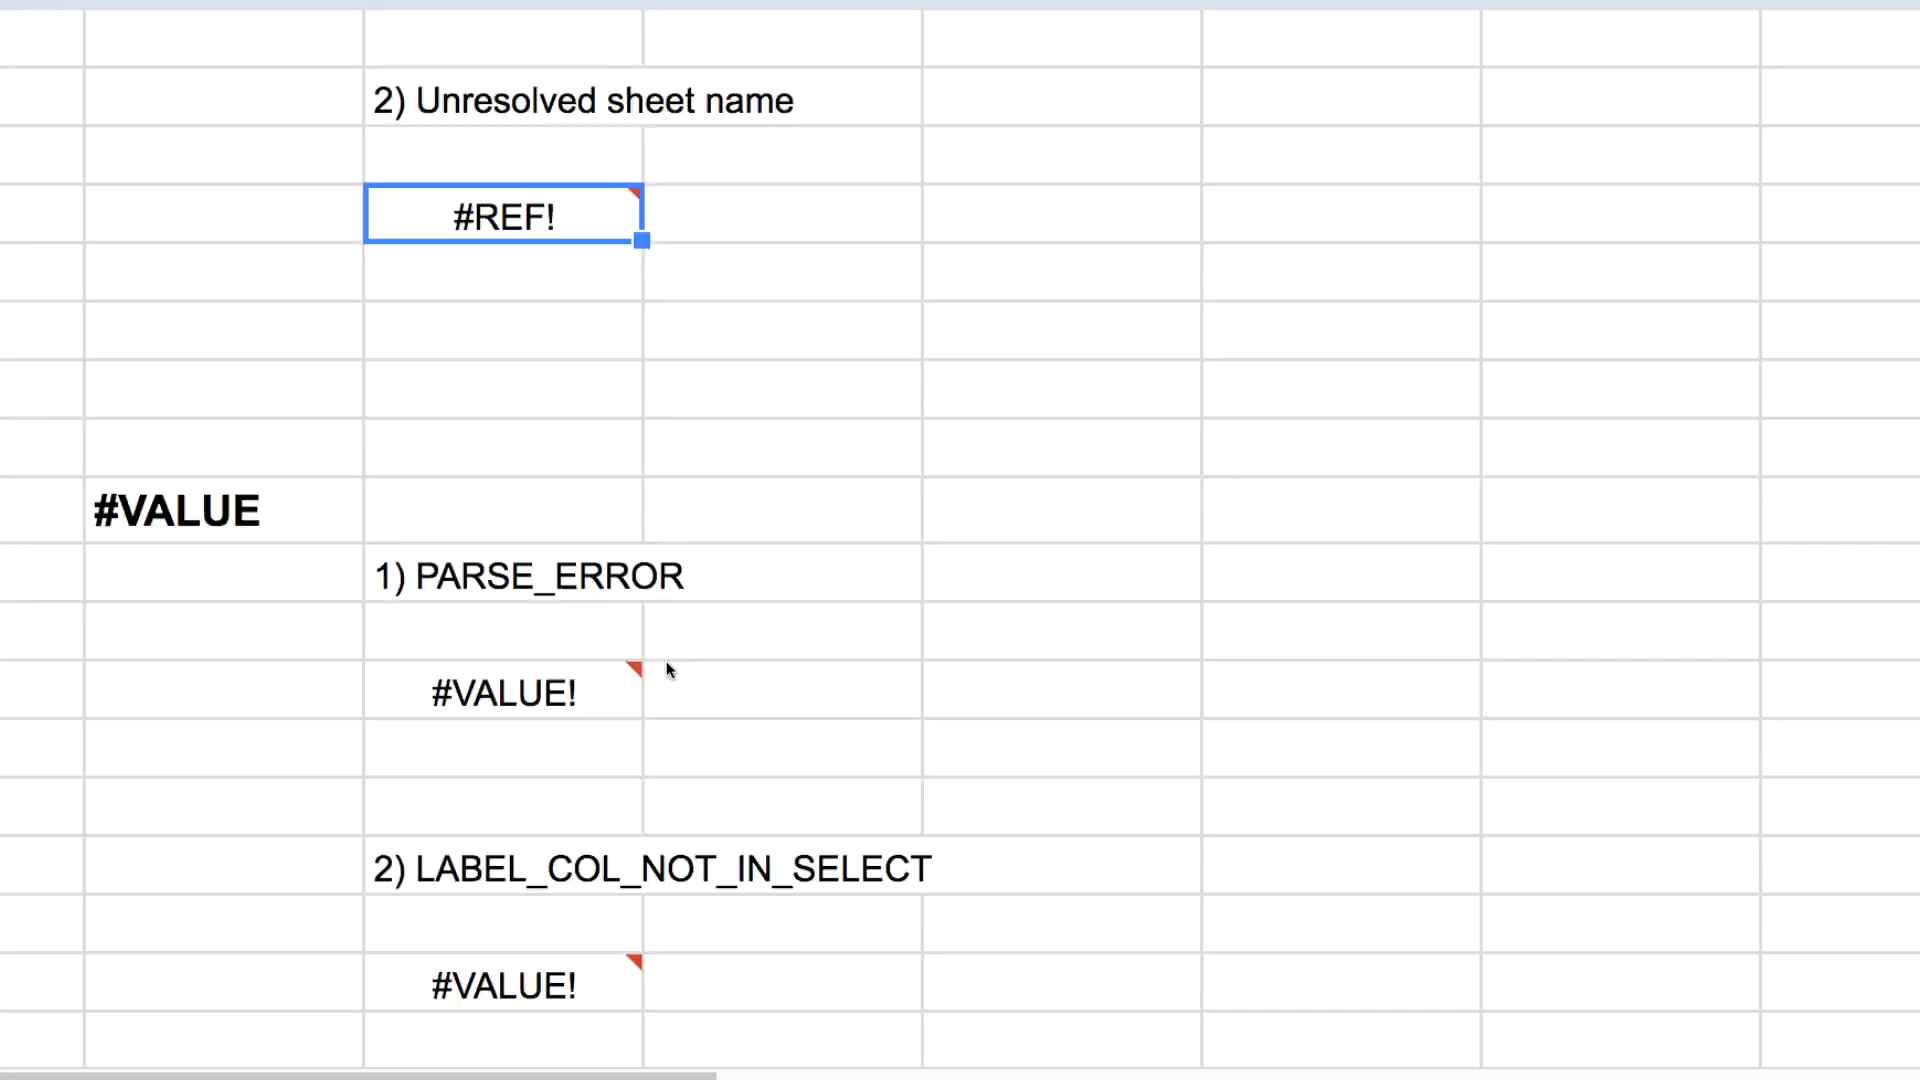 2) Unresolved sheet name
#REF!
#VALUE
1) PARSE_ERROR
#VALUE!
2) LABEL_COL_NOT_IN_SELECT
#VALUE!